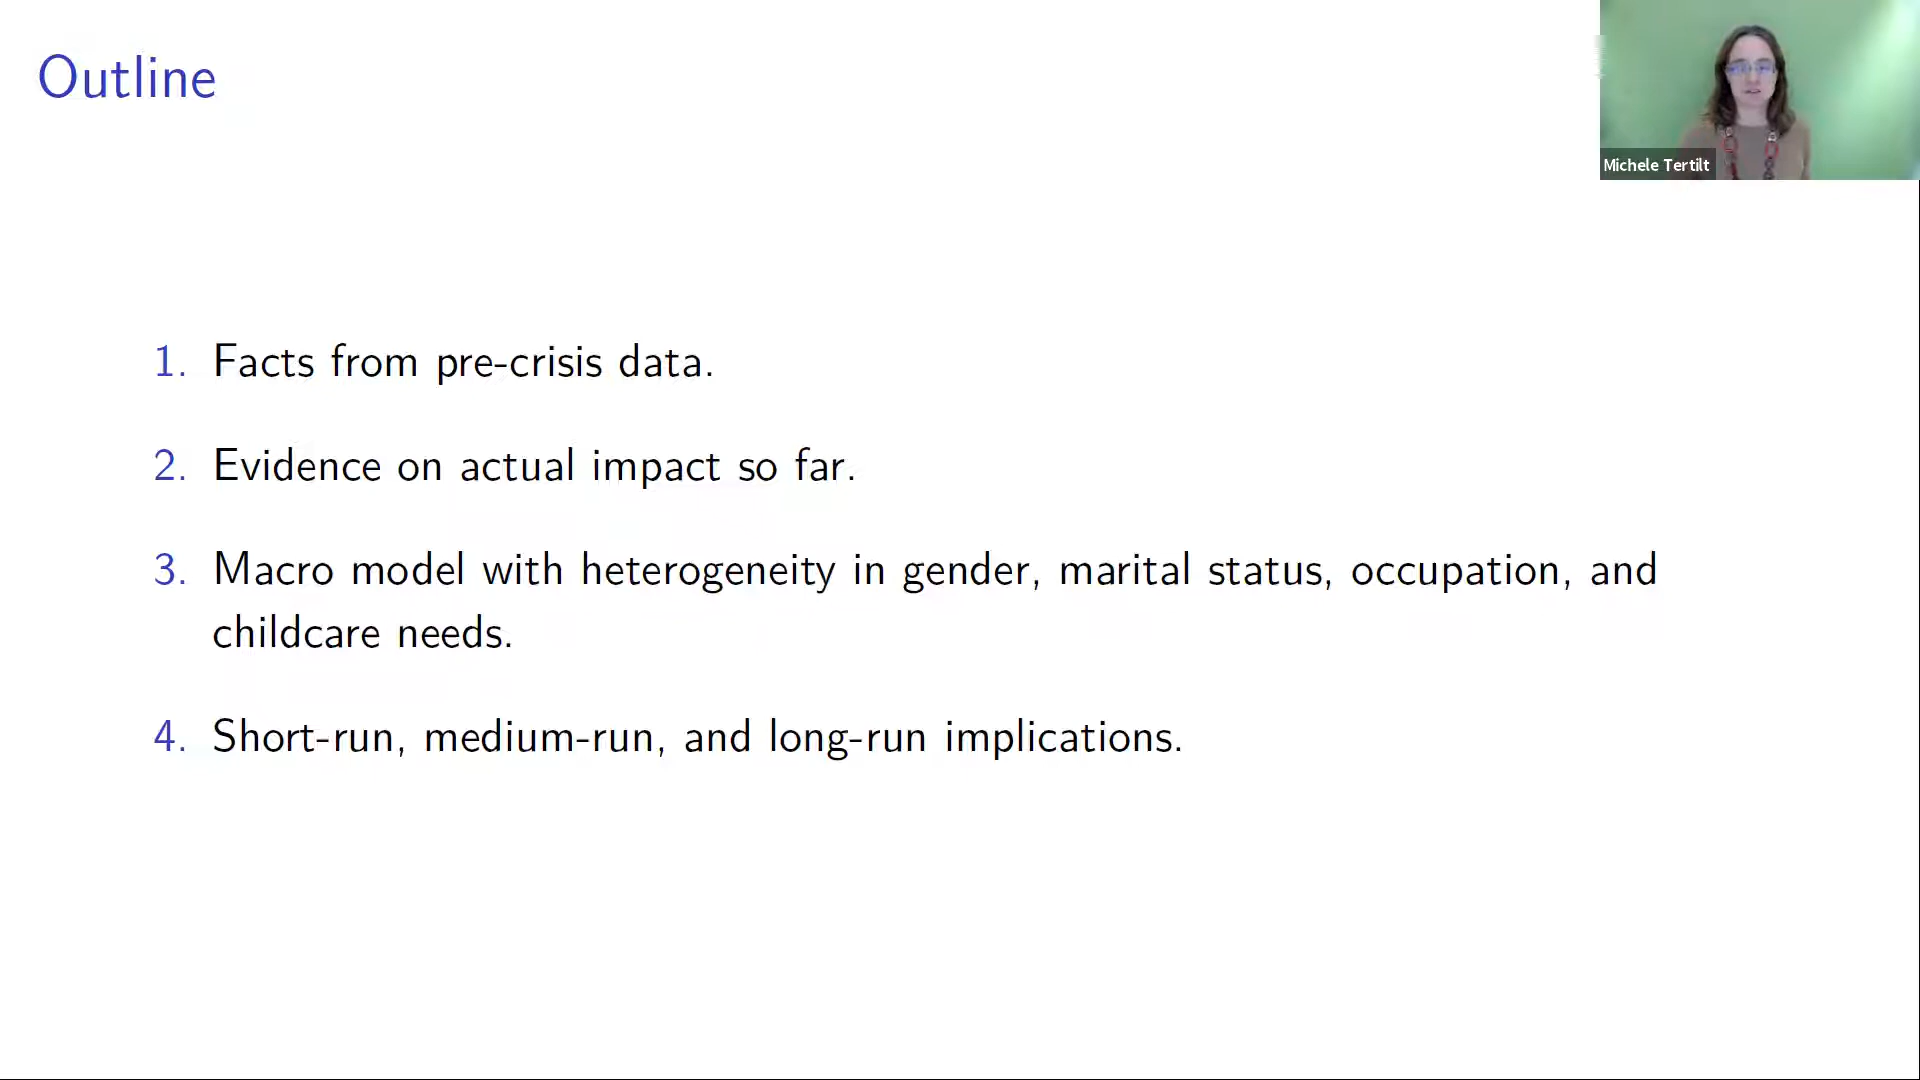 Outline
Michele Tertilt
1. Facts from pre-crisis data.
2. Evidence on actual impact so far.
3. Macro model with heterogeneity in gender, marital status, occupation, and
childcare needs.
4. Short-run, medium-run, and long-run implications.